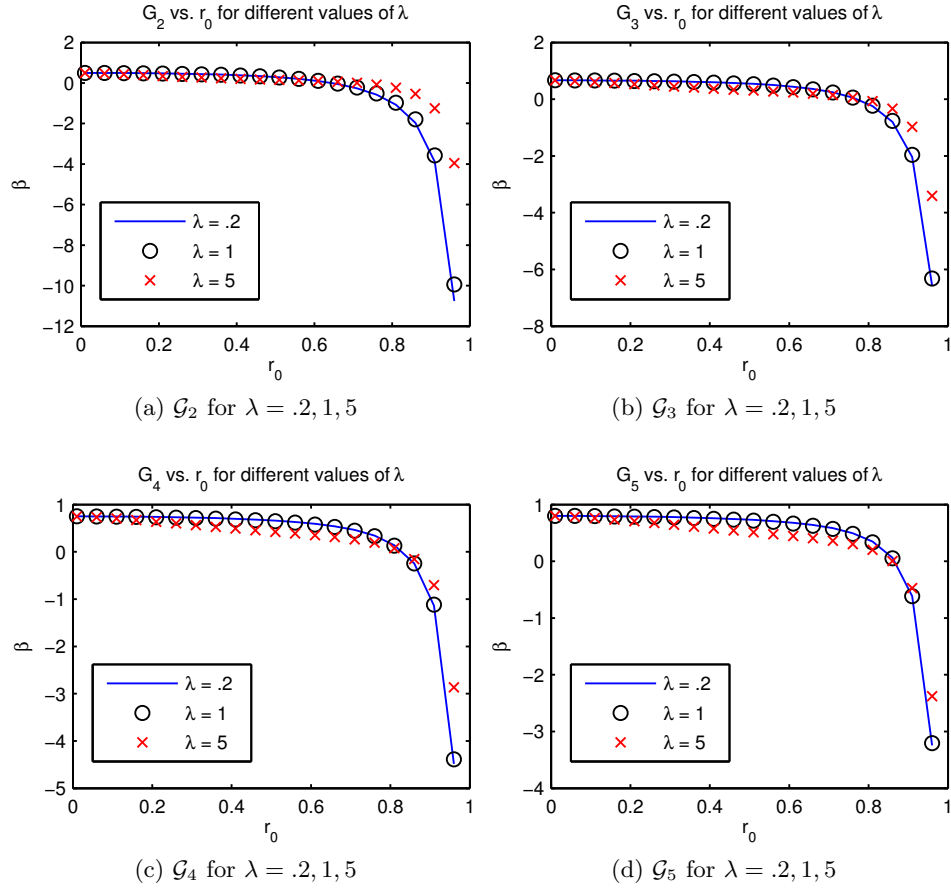 G₂ vs. r₀ for different values of λ
2
0
−2
−4
−6
−8
−10
−12
β
λ = .2
λ = 1
λ = 5
0 0.2 0.4 0.6 0.8 1
r₀
(a) 𝒢₂ for λ = .2, 1, 5
G₃ vs. r₀ for different values of λ
2
0
−2
−4
−6
−8
β
λ = .2
λ = 1
λ = 5
0 0.2 0.4 0.6 0.8 1
r₀
(b) 𝒢₃ for λ = .2, 1, 5
G₄ vs. r₀ for different values of λ
1
0
−1
−2
−3
−4
−5
β
λ = .2
λ = 1
λ = 5
0 0.2 0.4 0.6 0.8 1
r₀
(c) 𝒢₄ for λ = .2, 1, 5
G₅ vs. r₀ for different values of λ
1
0
−1
−2
−3
−4
β
λ = .2
λ = 1
λ = 5
0 0.2 0.4 0.6 0.8 1
r₀
(d) 𝒢₅ for λ = .2, 1, 5